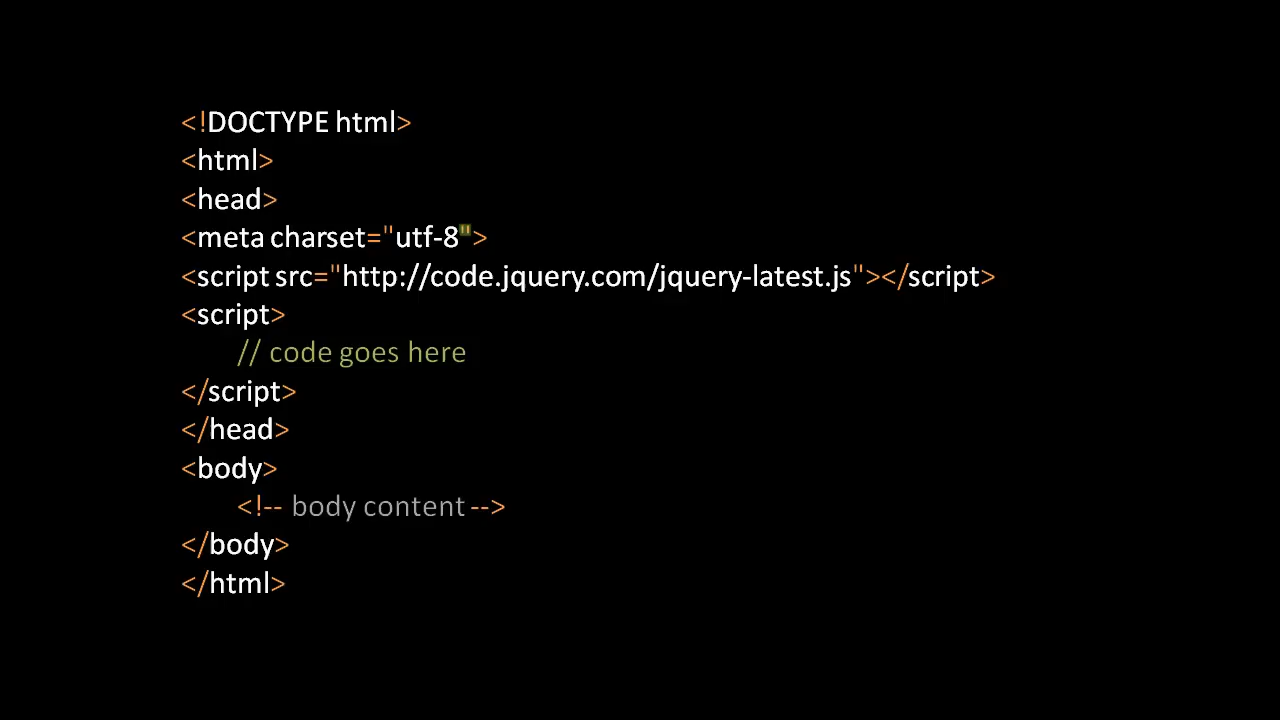 <!DOCTYPE html>
<html>
<head>
<meta charset="utf-8">
<script src="http://code.jquery.com/jquery-latest.js"></script>
<script>
// code goes here
</script>
</head>
<body>
<!-- body content -->
</body>
</html>